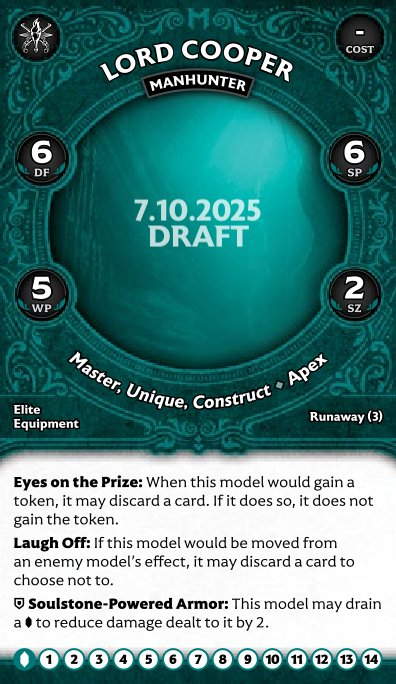 -
COST
LORD COOPER
MANHUNTER
6
DF
6
SP
7.10.2025
DRAFT
5
WP
2
SZ
Master, Unique, Construct ◆ Apex
Elite
Equipment
Runaway (3)
Eyes on the Prize: When this model would gain a
token, it may discard a card. If it does so, it does not
gain the token.
Laugh Off: If this model would be moved from
an enemy model's effect, it may discard a card to
choose not to.
Soulstone-Powered Armor: This model may drain
a to reduce damage dealt to it by 2.
1 2 3 4 5 6 7 8 9 10 11 12 13 14